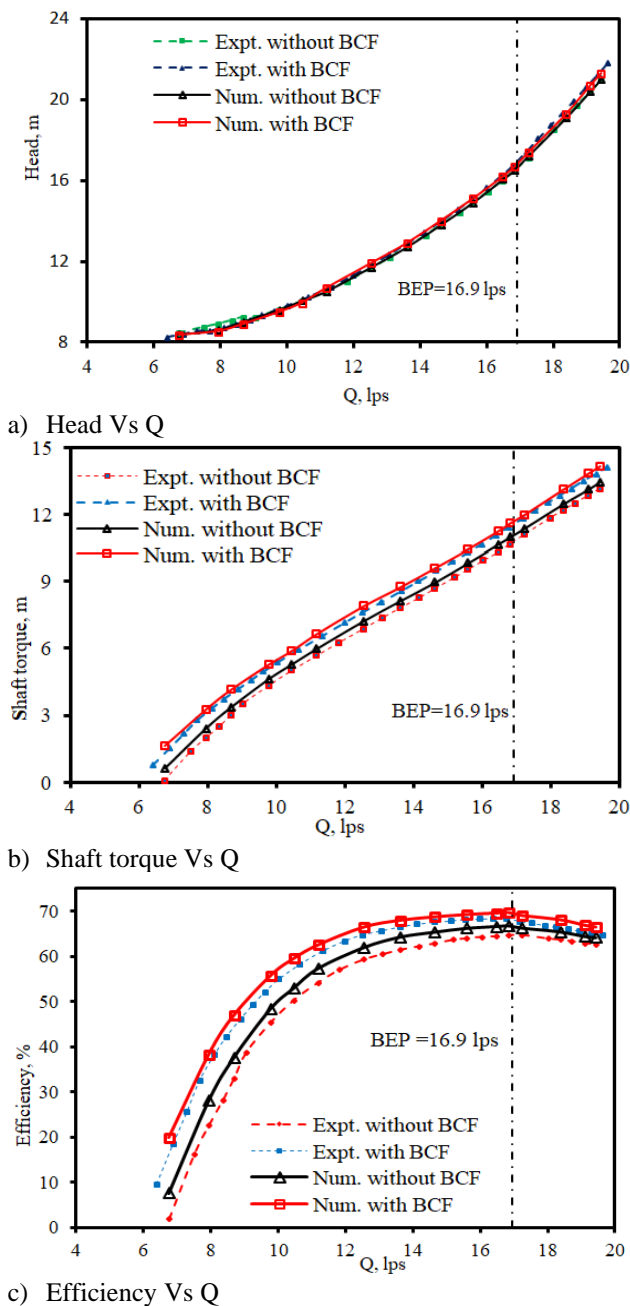 24
20
16
12
8
Head, m
Expt. without BCF
Expt. with BCF
Num. without BCF
Num. with BCF
BEP=16.9 lps
4 6 8 10 12 14 16 18 20
Q, lps
a) Head Vs Q
15
12
9
6
3
0
Shaft torque, m
Expt. without BCF
Expt. with BCF
Num. without BCF
Num. with BCF
BEP=16.9 lps
4 6 8 10 12 14 16 18 20
Q, lps
b) Shaft torque Vs Q
70
60
50
40
30
20
10
0
Efficiency, %
BEP =16.9 lps
Expt. without BCF
Expt. with BCF
Num. without BCF
Num. with BCF
4 6 8 10 12 14 16 18 20
Q, lps
c) Efficiency Vs Q